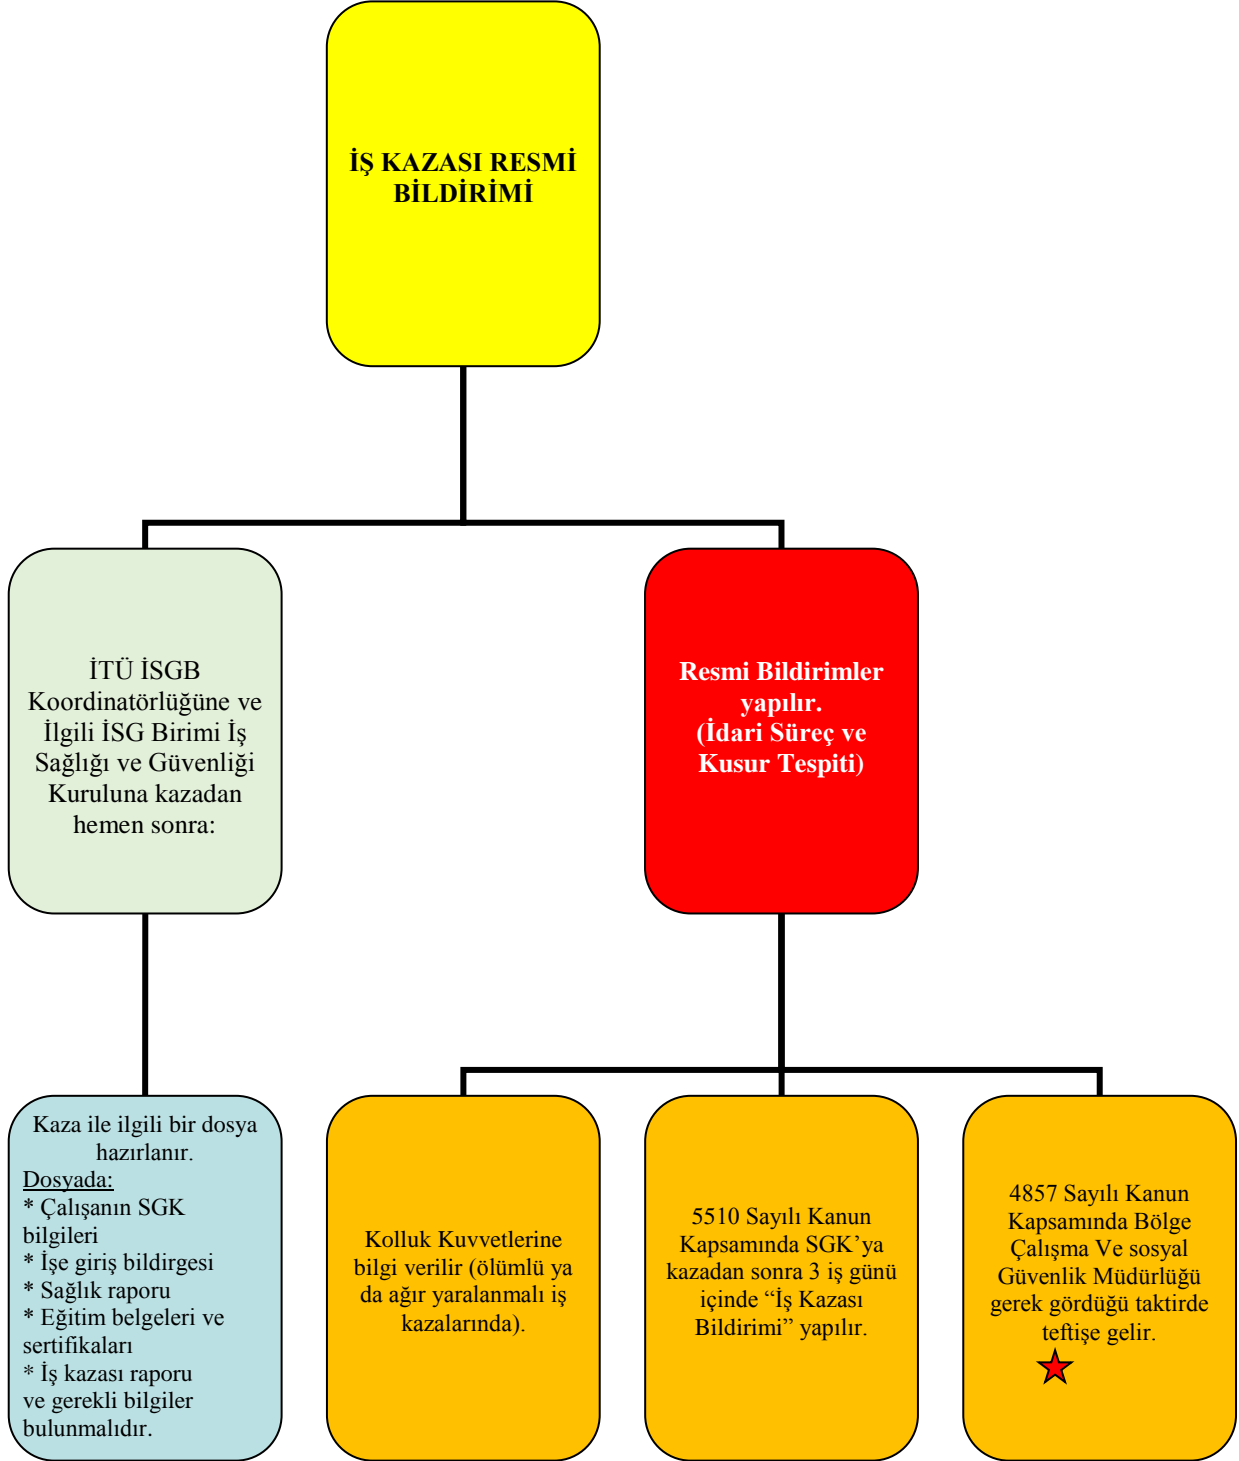 İŞ KAZASI RESMİ
BİLDİRİMİ
İTÜ İSGB
Koordinatörlüğüne ve
İlgili İSG Birimi İş
Sağlığı ve Güvenliği
Kuruluna kazadan
hemen sonra:
Resmi Bildirimler
yapılır.
(İdari Süreç ve
Kusur Tespiti)
Kaza ile ilgili bir dosya
hazırlanır.
Dosyada:
* Çalışanın SGK
bilgileri
* İşe giriş bildirgesi
* Sağlık raporu
* Eğitim belgeleri ve
sertifikaları
* İş kazası raporu
ve gerekli bilgiler
bulunmalıdır.
Kolluk Kuvvetlerine
bilgi verilir (ölümlü ya
da ağır yaralanmalı iş
kazalarında).
5510 Sayılı Kanun
Kapsamında SGK’ya
kazadan sonra 3 iş günü
içinde “İş Kazası
Bildirimi” yapılır.
4857 Sayılı Kanun
Kapsamında Bölge
Çalışma Ve sosyal
Güvenlik Müdürlüğü
gerek gördüğü taktirde
teftişe gelir.